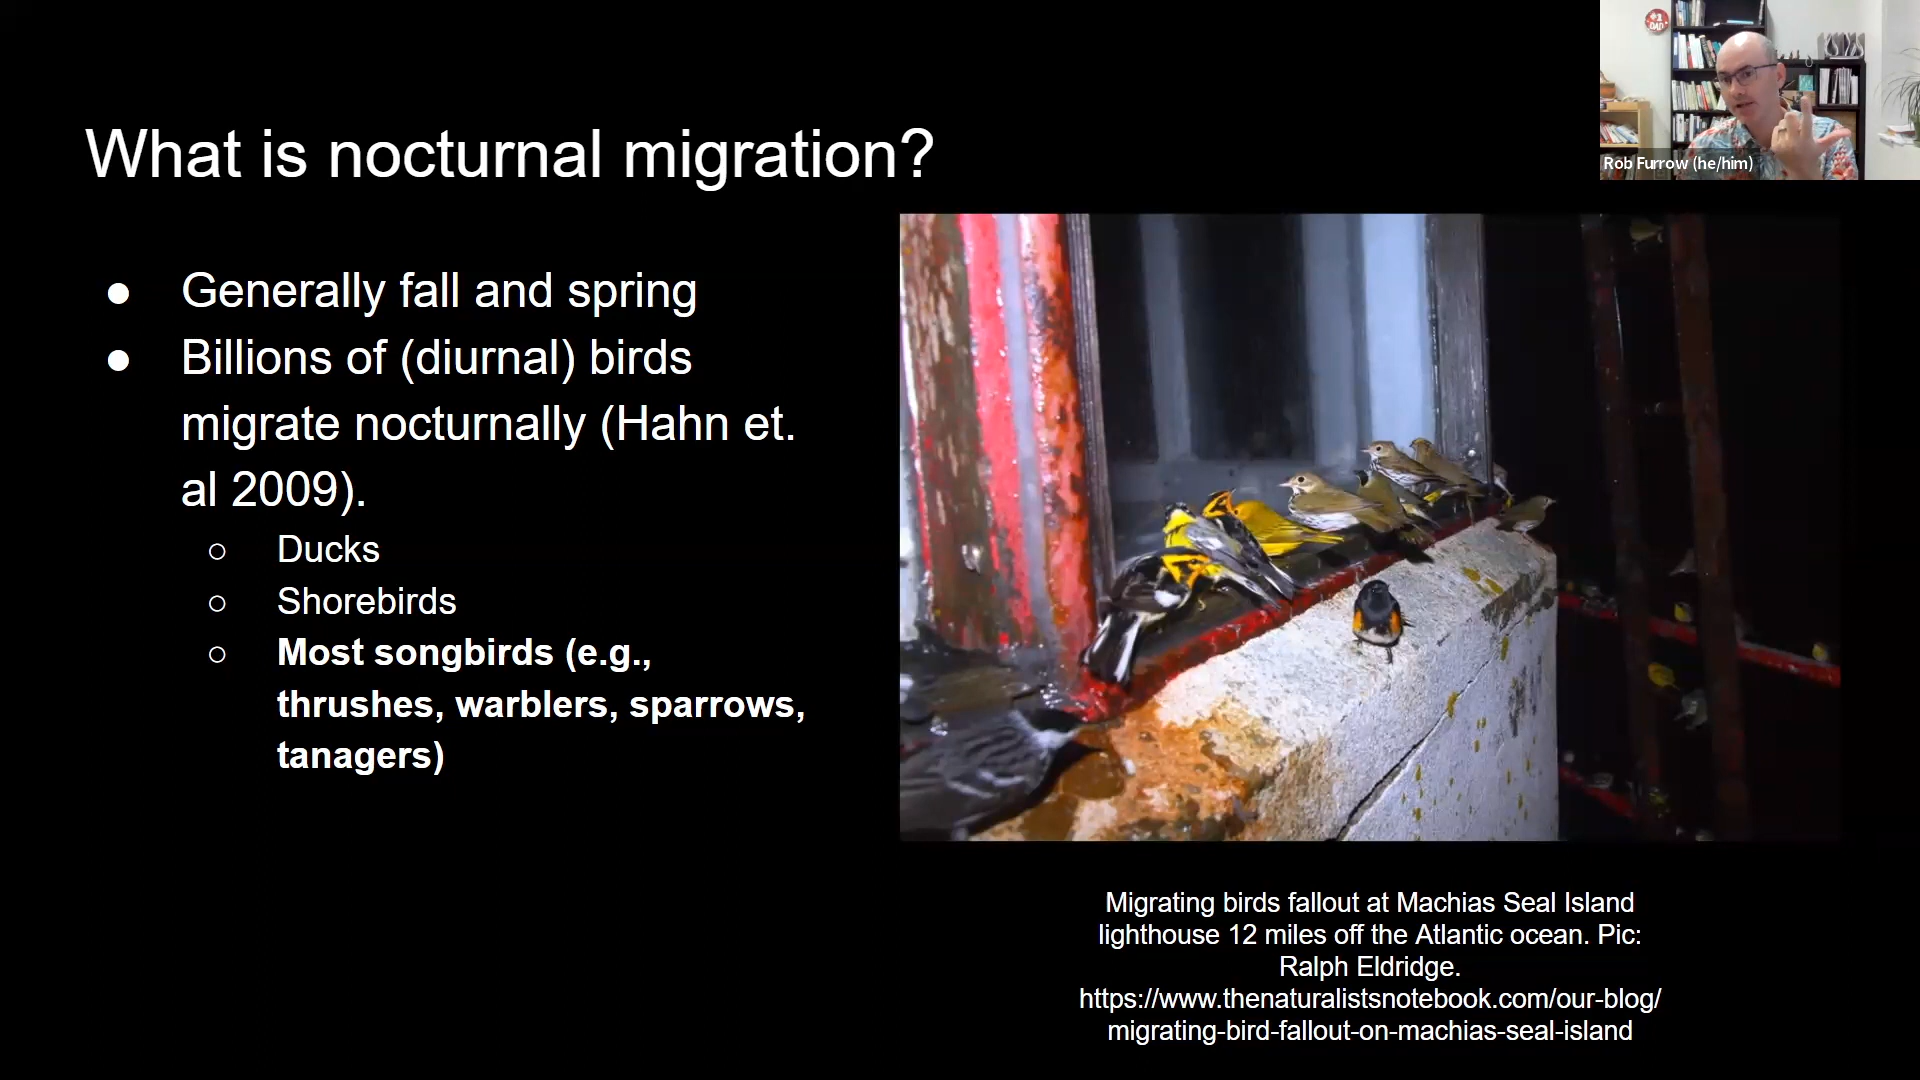 #1 DAD
Rob Furrow (he/him)
What is nocturnal migration?
● Generally fall and spring
● Billions of (diurnal) birds
migrate nocturnally (Hahn et.
al 2009).
○ Ducks
○ Shorebirds
○ Most songbirds (e.g.,
thrushes, warblers, sparrows,
tanagers)
Migrating birds fallout at Machias Seal Island
lighthouse 12 miles off the Atlantic ocean. Pic:
Ralph Eldridge.
https://www.thenaturalistsnotebook.com/our-blog/
migrating-bird-fallout-on-machias-seal-island